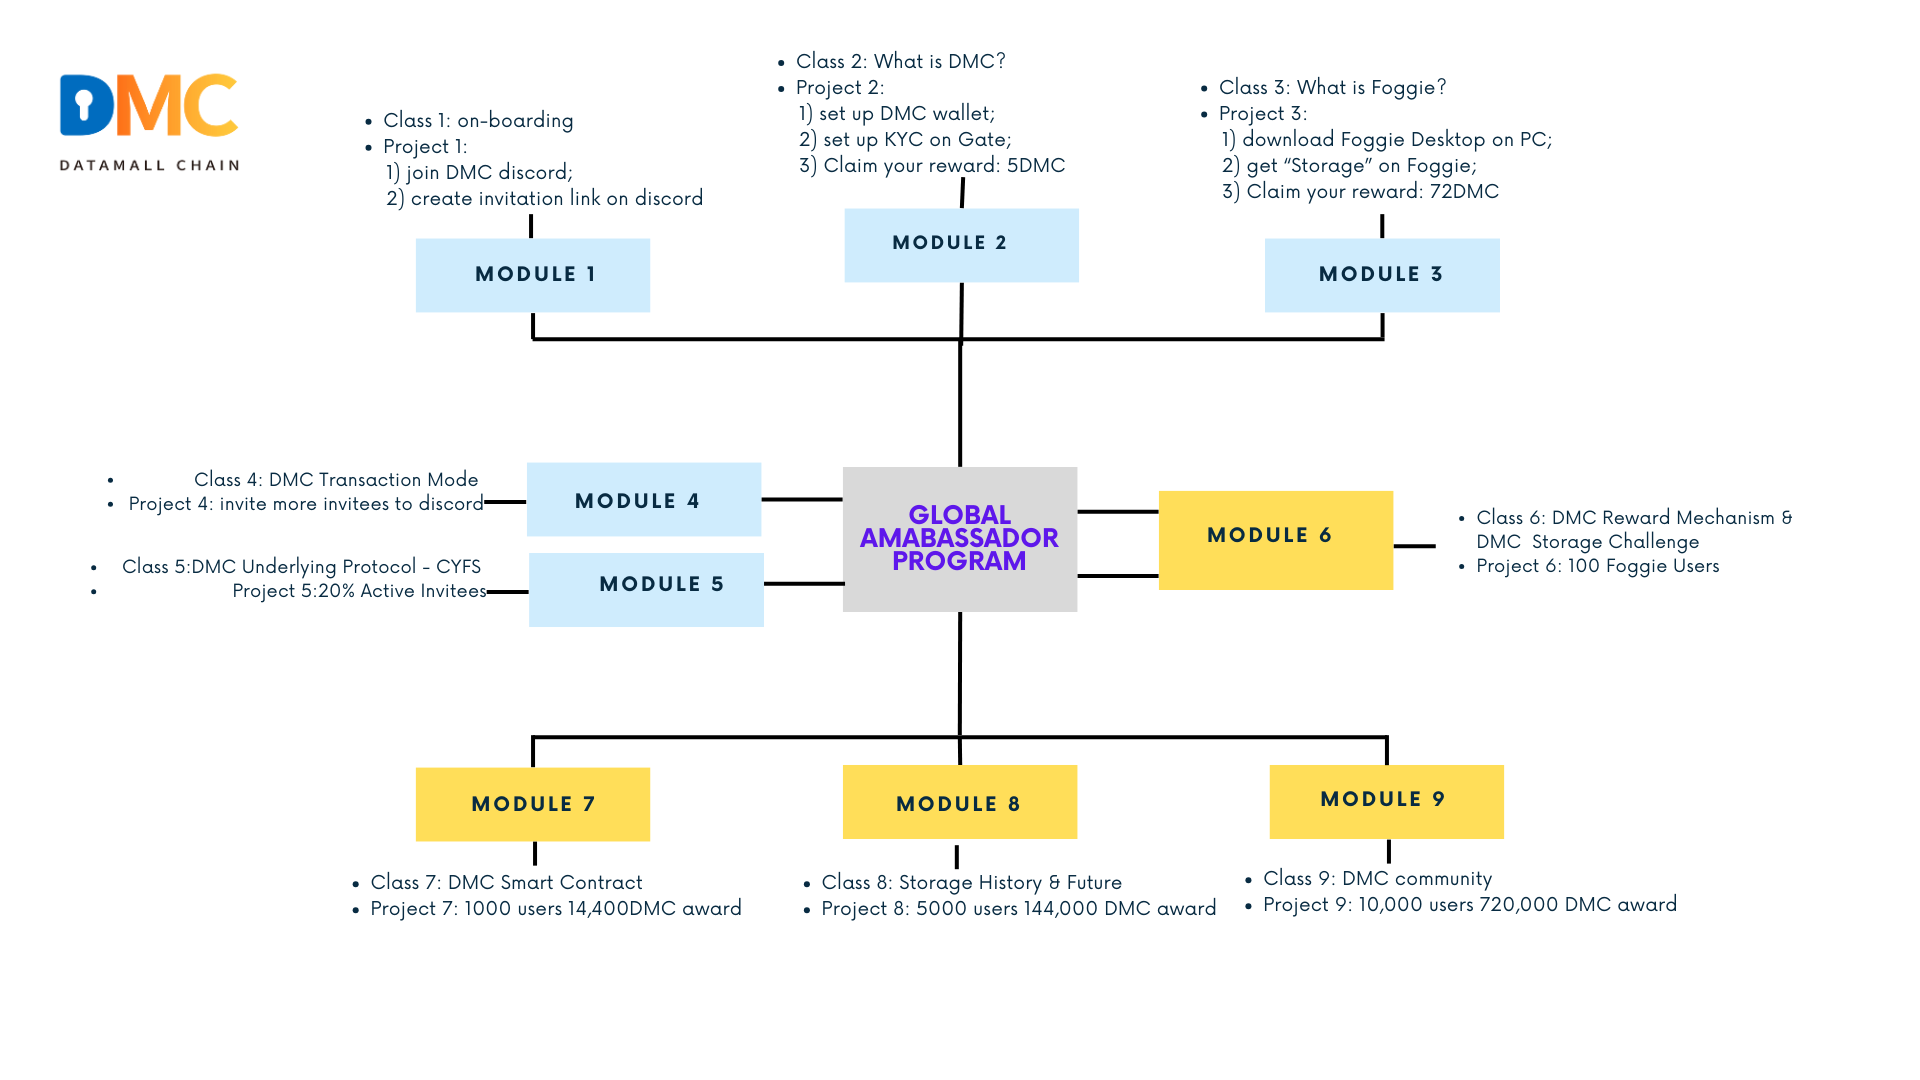 DMC
DATAMALL CHAIN
Class 1: on-boarding
Project 1:
1) join DMC discord;
2) create invitation link on discord
MODULE 1
Class 2: What is DMC?
Project 2:
1) set up DMC wallet;
2) set up KYC on Gate;
3) Claim your reward: 5DMC
MODULE 2
Class 3: What is Foggie?
Project 3:
1) download Foggie Desktop on PC;
2) get “Storage” on Foggie;
3) Claim your reward: 72DMC
MODULE 3
Class 4: DMC Transaction Mode
Project 4: invite more invitees to discord
MODULE 4
Class 5:DMC Underlying Protocol - CYFS
Project 5:20% Active Invitees
MODULE 5
GLOBAL
AMABASSADOR
PROGRAM
MODULE 6
Class 6: DMC Reward Mechanism &
DMC  Storage Challenge
Project 6: 100 Foggie Users
MODULE 7
Class 7: DMC Smart Contract
Project 7: 1000 users 14,400DMC award
MODULE 8
Class 8: Storage History & Future
Project 8: 5000 users 144,000 DMC award
MODULE 9
Class 9: DMC community
Project 9: 10,000 users 720,000 DMC award